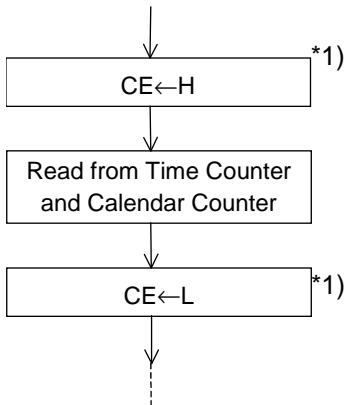 *1)
CE←H
Read from Time Counter
and Calendar Counter
*1)
CE←L